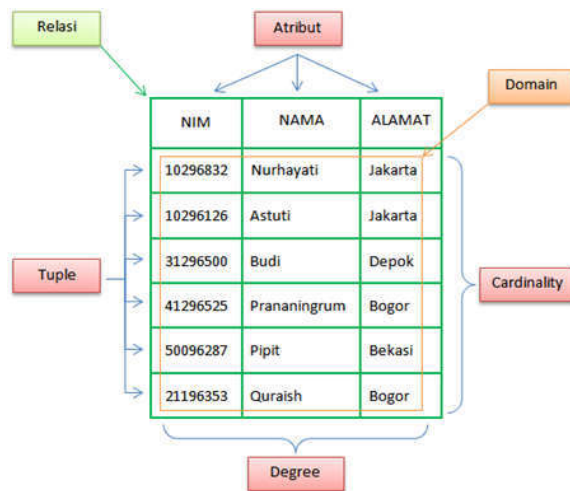 Relasi
Atribut
Domain
NIM NAMA ALAMAT
10296832 Nurhayati Jakarta
10296126 Astuti Jakarta
31296500 Budi Depok
Tuple
Cardinality
41296525 Prananingrum Bogor
50096287 Pipit Bekasi
21196353 Quraish Bogor
Degree